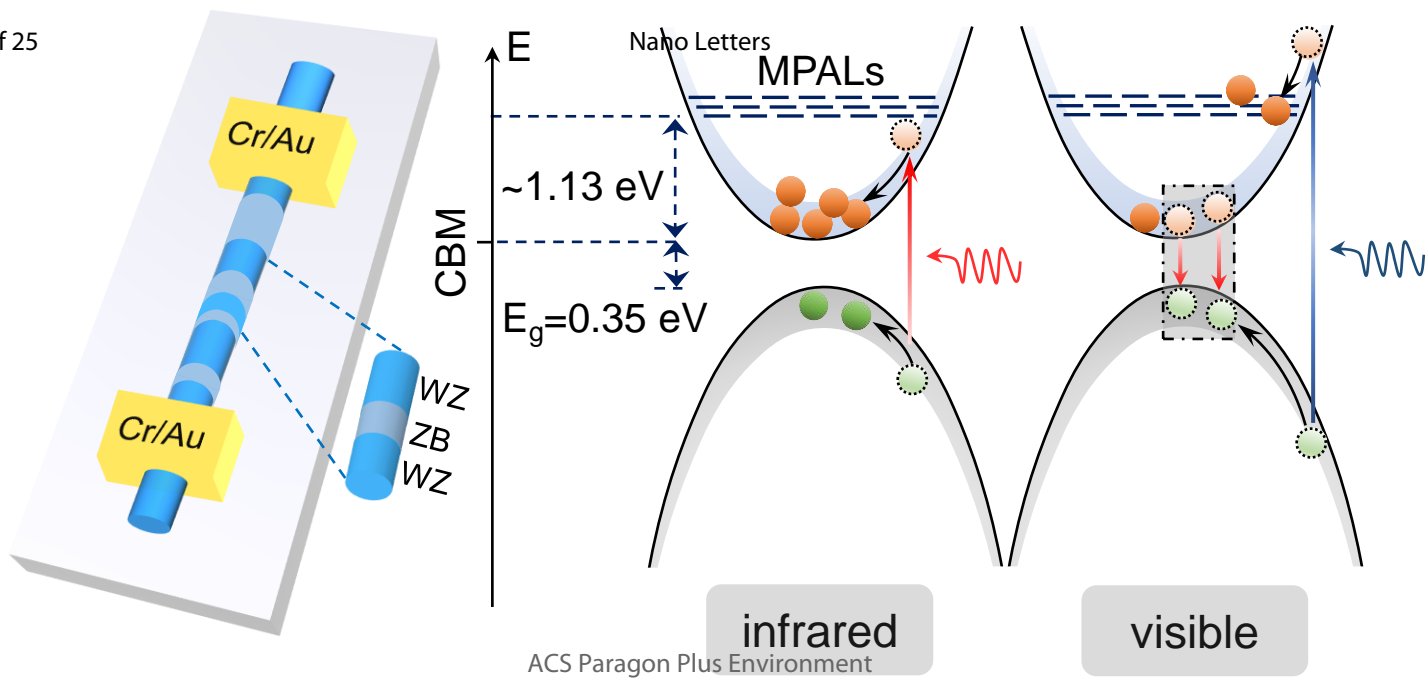 f 25
Nano Letters
E
MPALs
Cr/Au
~1.13 eV
CBM
E_g=0.35 eV
WZ
ZB
WZ
Cr/Au
infrared
visible
ACS Paragon Plus Environment